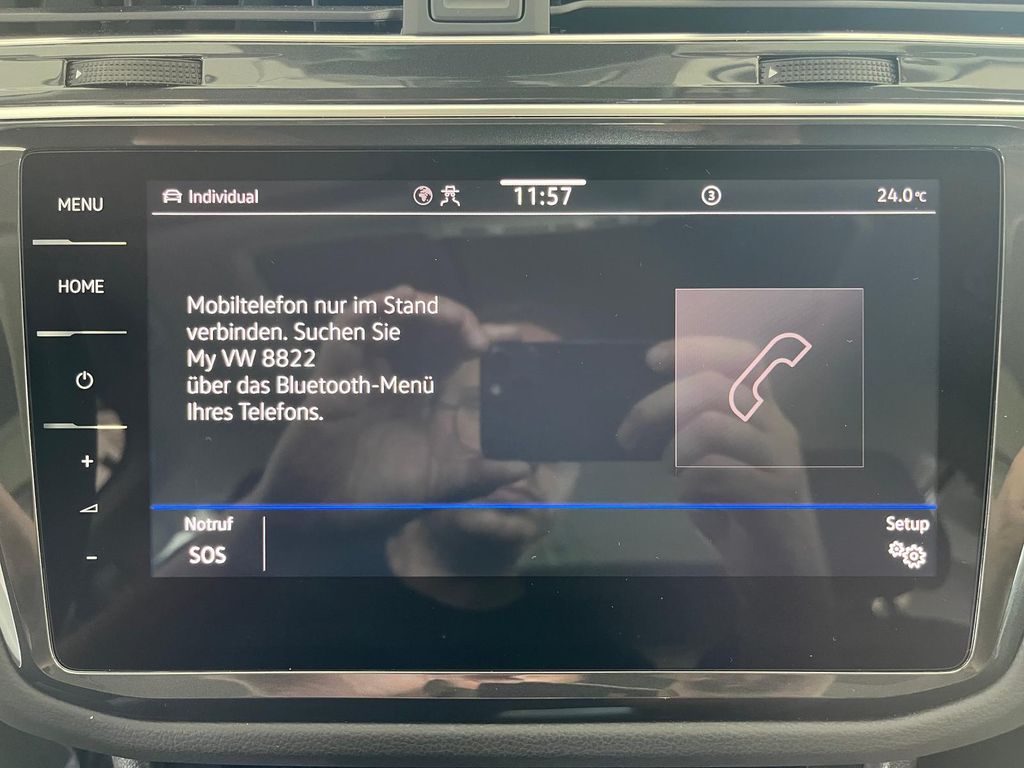 Individual
11:57
3
24.0°C
MENU
HOME
+
-
Mobiltelefon nur im Stand
verbinden. Suchen Sie
My VW 8822
über das Bluetooth-Menü
Ihres Telefons.
Notruf
SOS
Setup